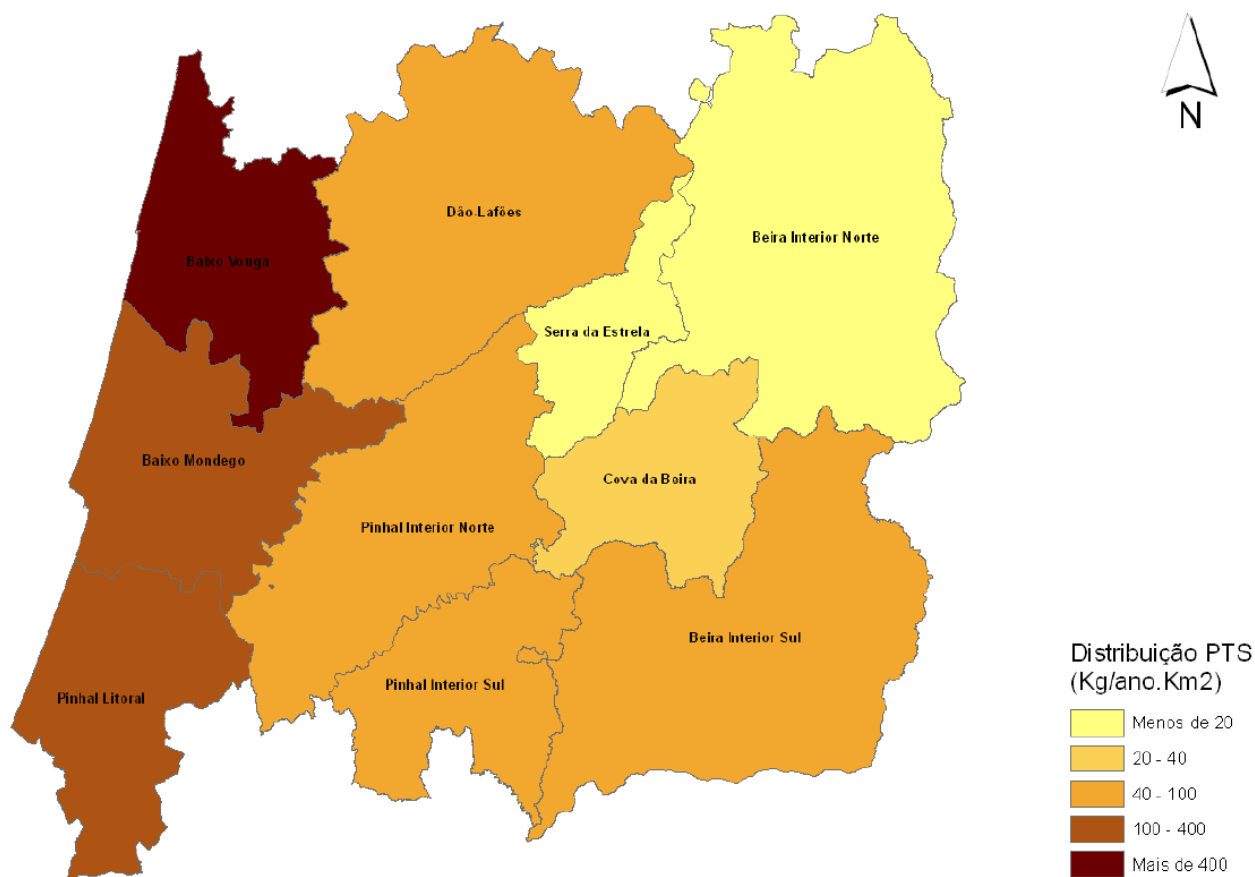 N
Dão-Lafões
Beira Interior Norte
Baixo Vouga
Serra da Estrela
Baixo Mondego
Cova da Beira
Pinhal Interior Norte
Beira Interior Sul
Pinhal Interior Sul
Pinhal Litoral
Distribuição PTS
(Kg/ano.Km2)
Menos de 20
20 - 40
40 - 100
100 - 400
Mais de 400